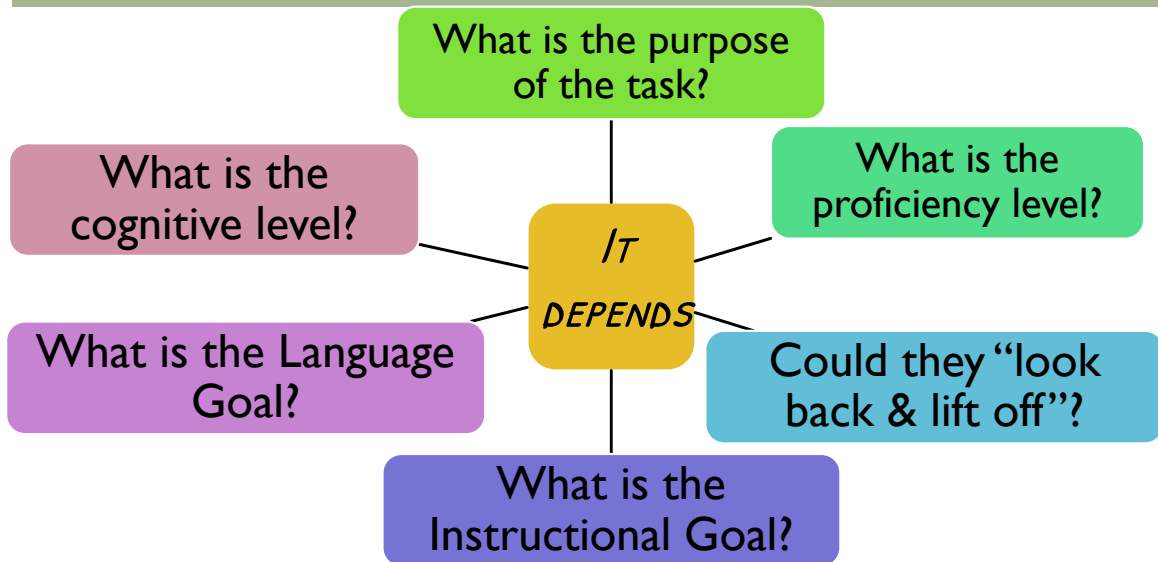 What is the purpose
of the task?
What is the
proficiency level?
What is the
cognitive level?
IT
DEPENDS
What is the Language
Goal?
Could they “look
back & lift off”?
What is the
Instructional Goal?